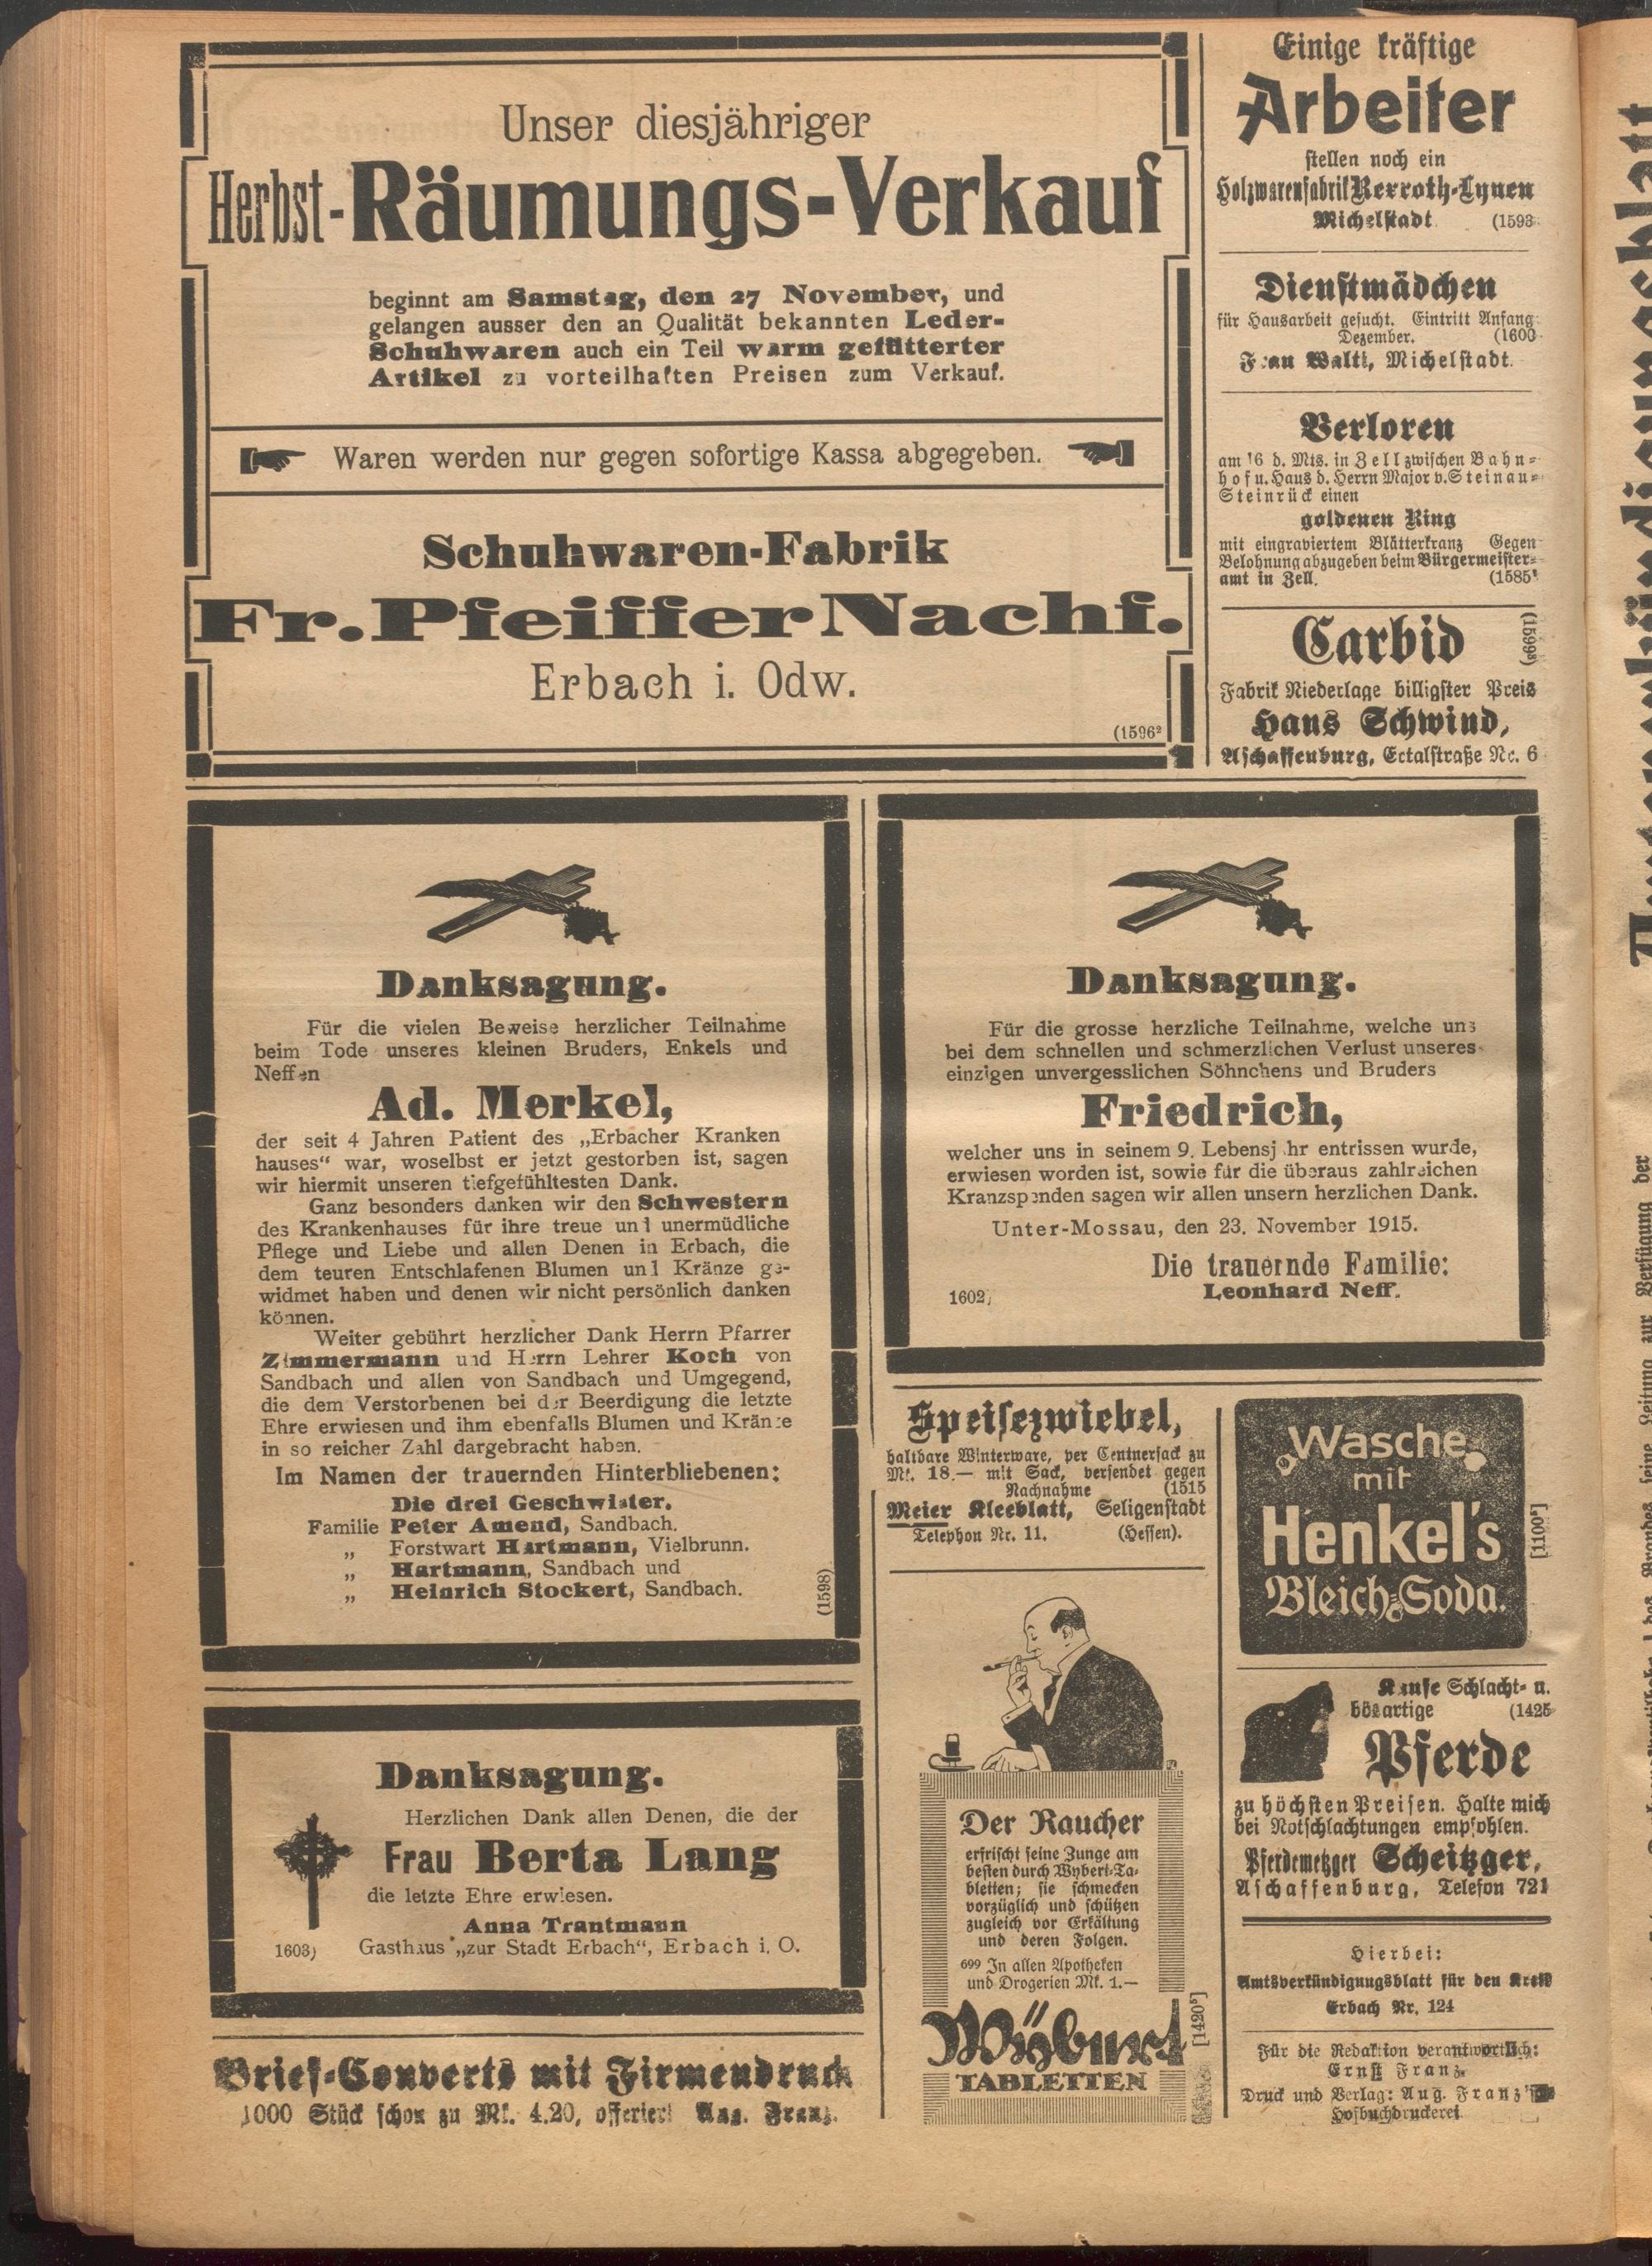 Unser diesjähriger
Herbst-Räumungs-Verkauf
beginnt am Samstag, den 27 November, und
gelangen ausser den an Qualität bekannten Leder-
Schuhwaren auch ein Teil warm gefütterter
Artikel zu vorteilhaften Preisen zum Verkauf.
Waren werden nur gegen sofortige Kassa abgegeben.
Schuhwaren-Fabrik
Fr. Pfeiffer Nachf.
Erbach i. Odw.
(1596²
Einige kräftige
Arbeiter
stellen noch ein
Holzwarenfabrik Rexroth-Lynen
Michelstadt (1593
Dienstmädchen
für Hausarbeit gesucht. Eintritt Anfang
Dezember. (1600
Frau Walti, Michelstadt.
Verloren
am 16 d. Mts. in Zell zwischen Bahn-
hof u. Haus d. Herrn Major v. Steinau-
Steinrück einen
goldenen Ring
mit eingraviertem Blätterkranz Gegen
Belohnung abzugeben beim Bürgermeister-
amt in Zell. (1585
Carbid
(1599³)
Fabrik Niederlage billigster Preis
Hans Schwind,
Aschaffenburg, Ertalstraße Nr. 6
Danksagung.
Für die vielen Beweise herzlicher Teilnahme
beim Tode unseres kleinen Bruders, Enkels und
Neffen
Ad. Merkel,
der seit 4 Jahren Patient des „Erbacher Kranken
hauses“ war, woselbst er jetzt gestorben ist, sagen
wir hiermit unseren tiefgefühltesten Dank.
Ganz besonders danken wir den Schwestern
des Krankenhauses für ihre treue und unermüdliche
Pflege und Liebe und allen Denen in Erbach, die
dem teuren Entschlafenen Blumen und Kränze ge-
widmet haben und denen wir nicht persönlich danken
können.
Weiter gebührt herzlicher Dank Herrn Pfarrer
Zimmermann und Herrn Lehrer Koch von
Sandbach und allen von Sandbach und Umgegend,
die dem Verstorbenen bei der Beerdigung die letzte
Ehre erwiesen und ihm ebenfalls Blumen und Kränze
in so reicher Zahl dargebracht haben.
Im Namen der trauernden Hinterbliebenen:
Die drei Geschwister.
Familie Peter Amend, Sandbach.
„ Forstwart Hartmann, Vielbrunn.
„ Hartmann, Sandbach und
„ Heinrich Stockert, Sandbach.
(1598)
Danksagung.
Für die grosse herzliche Teilnahme, welche uns
bei dem schnellen und schmerzlichen Verlust unseres
einzigen unvergesslichen Söhnchens und Bruders
Friedrich,
welcher uns in seinem 9. Lebensj hr entrissen wurde,
erwiesen worden ist, sowie für die überaus zahlreichen
Kranzspenden sagen wir allen unsern herzlichen Dank.
Unter-Mossau, den 23. November 1915.
Die trauernde Familie:
1602) Leonhard Neff.
Danksagung.
Herzlichen Dank allen Denen, die der
Frau Berta Lang
die letzte Ehre erwiesen.
Anna Trantmann
1603) Gasthaus „zur Stadt Erbach“, Erbach i. O.
Brief-Converts mit Firmendruck
1000 Stück schon zu Mk. 4.20, offeriert Aug. Franz.
Speisezwiebel,
haltbare Winterware, per Centnersack zu
Mk. 18.— mit Sack, versendet gegen
Nachnahme (1515
Meier Kleeblatt, Seligenstadt
Telephon Nr. 11. (Hessen).
Der Raucher
erfrischt seine Zunge am
besten durch Wybert-Ta-
bletten; sie schmecken
vorzüglich und schützen
zugleich vor Erkältung
und deren Folgen.
699 In allen Apotheken
und Drogerien Mk. 1.—
Wybert
TABLETTEN
[1420⁵]
Wasche
mit
Henkel's
Bleich-Soda.
[1100⁵]
Kaufe Schlacht- u.
bösartige (1425
Pferde
zu höchsten Preisen. Halte mich
bei Notschlachtungen empfohlen.
Pferdemetzger Scheitzger,
Aschaffenburg, Telefon 721
Hierbei:
Amtsverkündigungsblatt für den Kreis
Erbach Nr. 124
Für die Redaktion verantwortlich:
Ernst Franz.
Druck und Verlag: Aug. Franz'sche
Hofbuchdruckerei